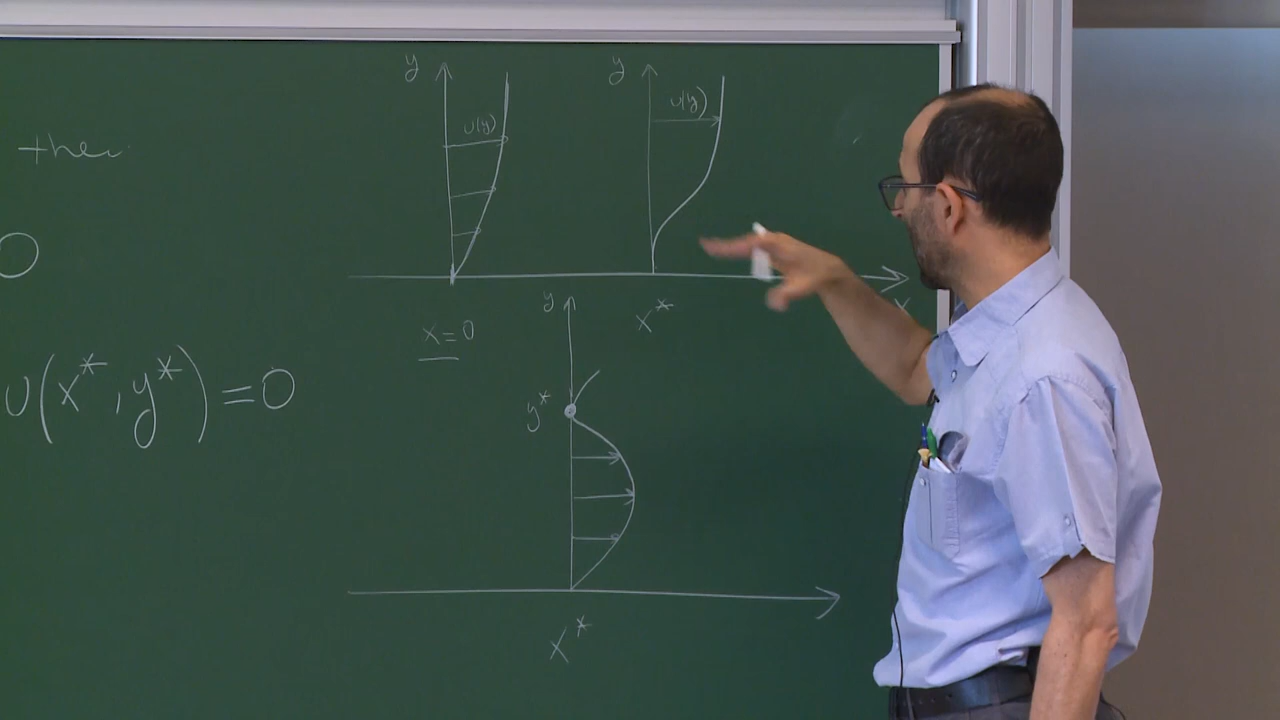 then
0
U(x*, y*) = 0
y
U(y)
y
U(y)
x = 0
x*
x
y
y*
x*